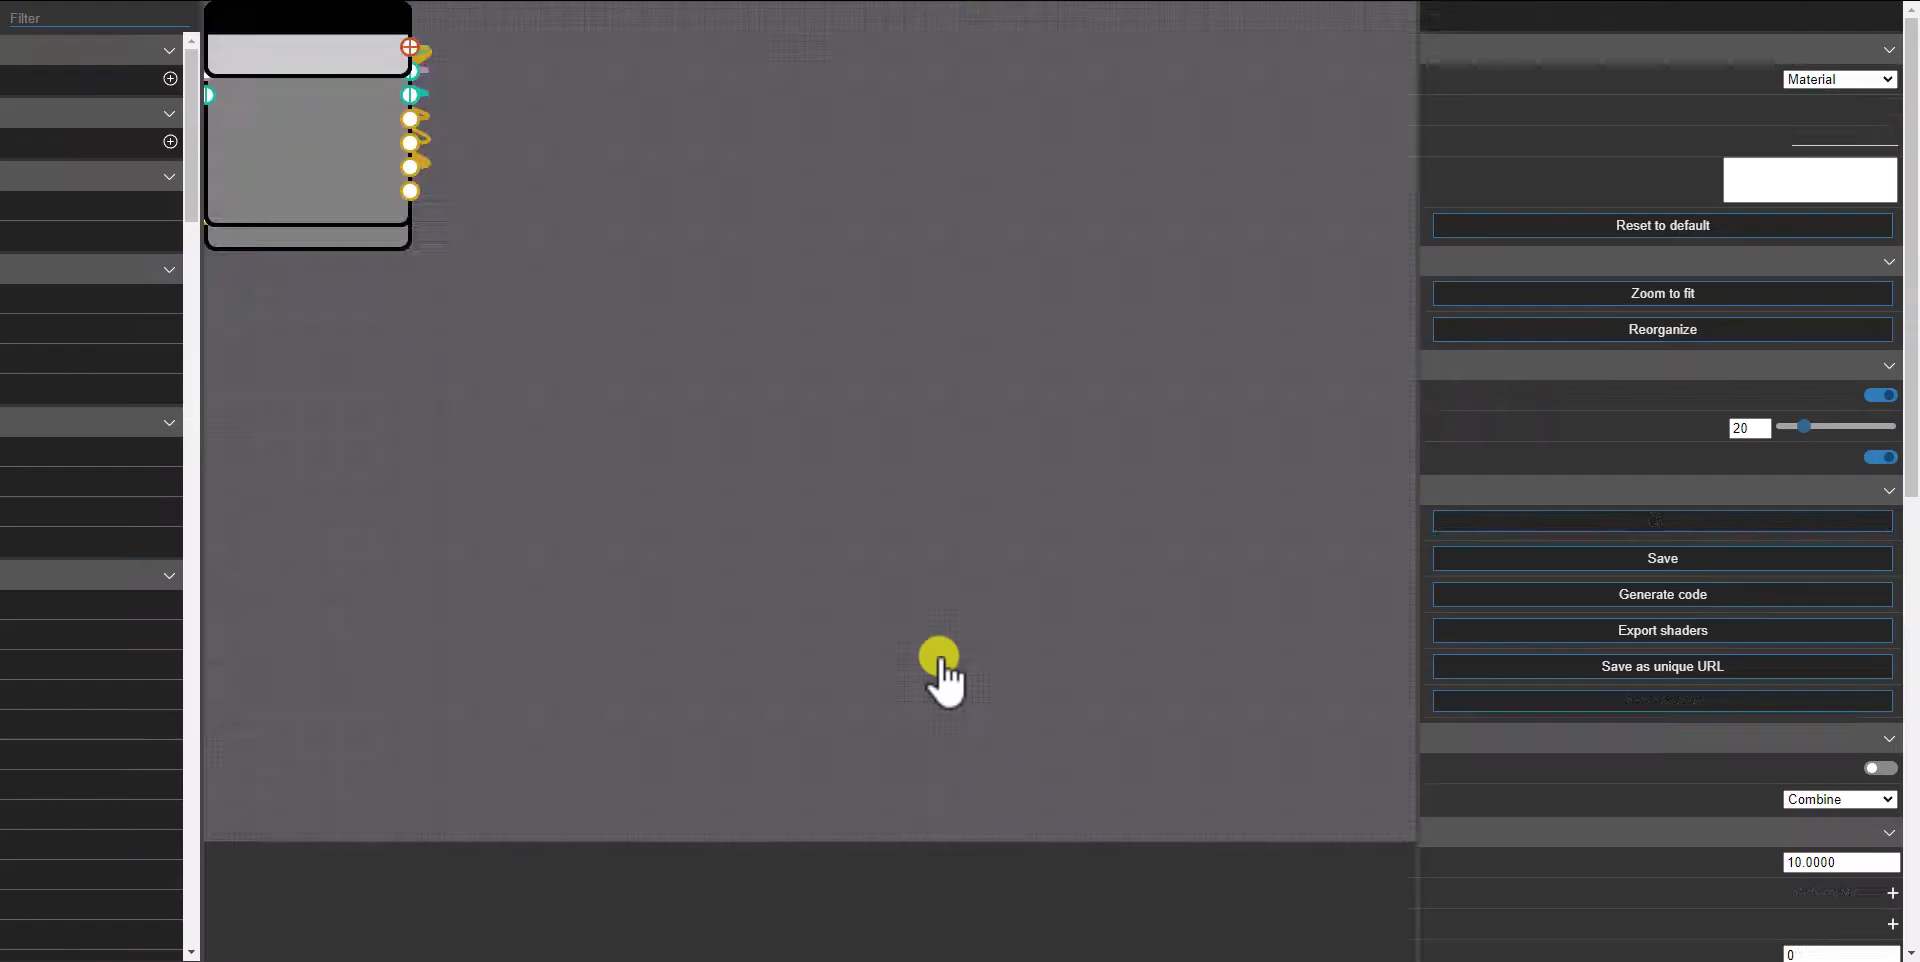 Filter
Material
Reset to default
Zoom to fit
Reorganize
20
Save
Generate code
Export shaders
Save as unique URL
Combine
10.0000
0